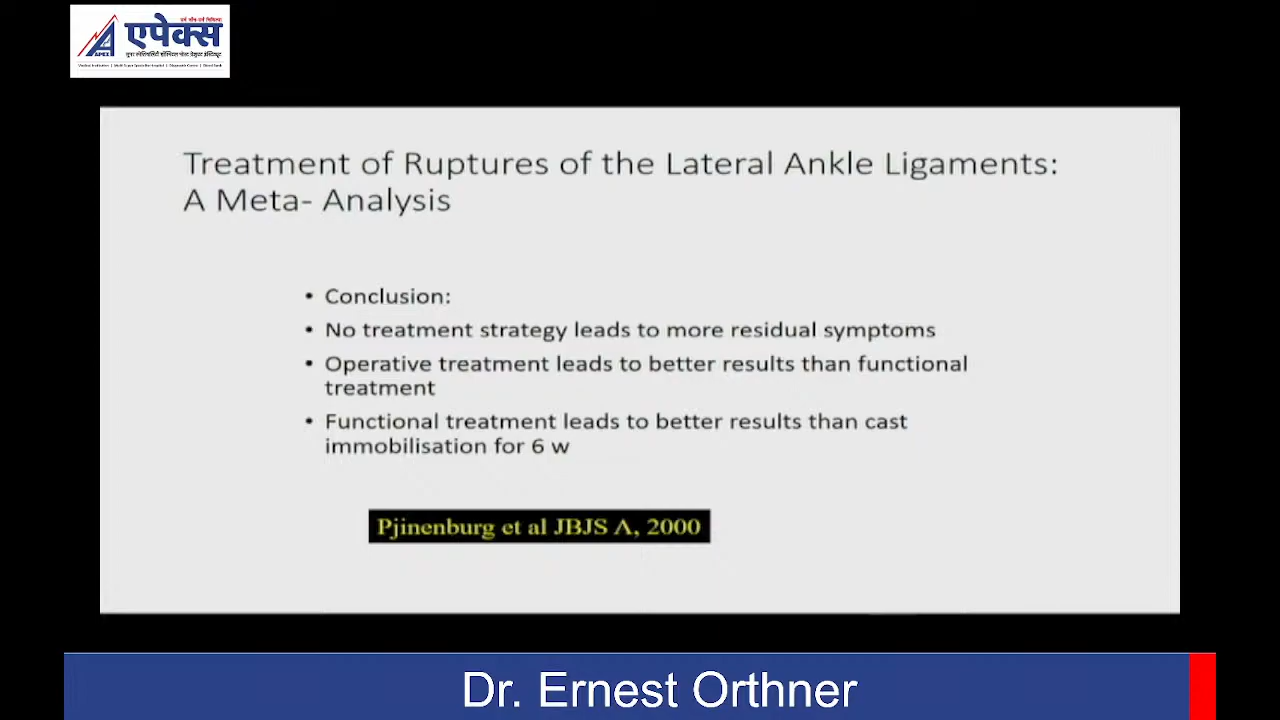 एपेक्स
APEX
Treatment of Ruptures of the Lateral Ankle Ligaments:
A Meta- Analysis
• Conclusion:
• No treatment strategy leads to more residual symptoms
• Operative treatment leads to better results than functional
treatment
• Functional treatment leads to better results than cast
immobilisation for 6 w
Pjinenburg et al JBJS A, 2000
Dr. Ernest Orthner